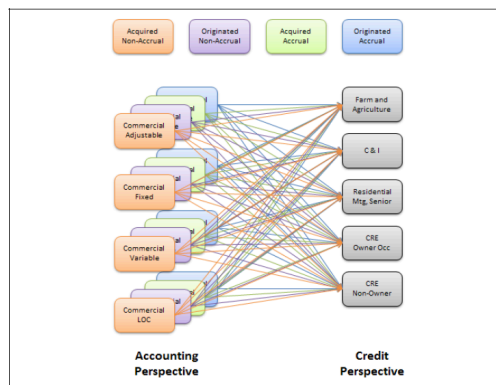 Acquired
Non-Accrual
Originated
Non-Accrual
Acquired
Accrual
Originated
Accrual
Commercial
Adjustable
Commercial
Fixed
Commercial
Variable
Commercial
LOC
Farm and
Agriculture
C & I
Residential
Mtg, Senior
CRE
Owner Occ
CRE
Non-Owner
Accounting
Perspective
Credit
Perspective